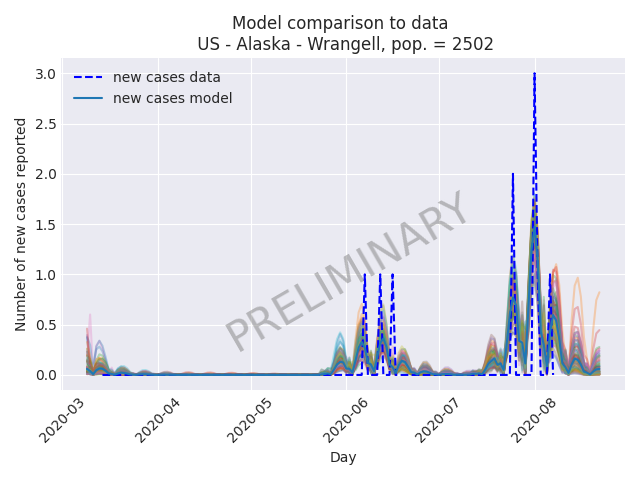 Model comparison to data
US - Alaska - Wrangell, pop. = 2502
new cases data
new cases model
PRELIMINARY
Number of new cases reported
3.0
2.5
2.0
1.5
1.0
0.5
0.0
2020-03
2020-04
2020-05
2020-06
2020-07
2020-08
Day